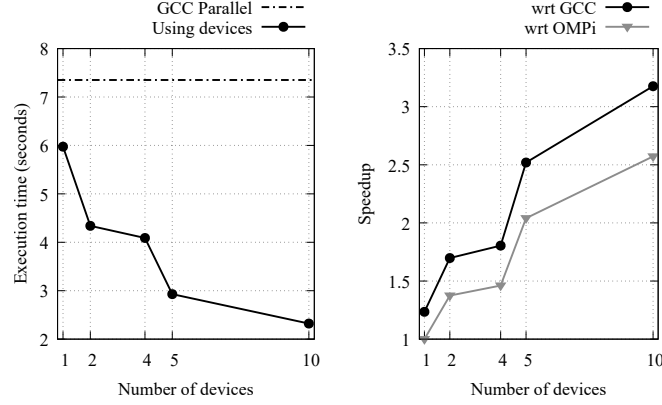 GCC Parallel
Using devices
8
7
6
5
4
3
2
Execution time (seconds)
1 2 4 5 10
Number of devices
wrt GCC
wrt OMPi
3.5
3
2.5
2
1.5
1
Speedup
1 2 4 5 10
Number of devices